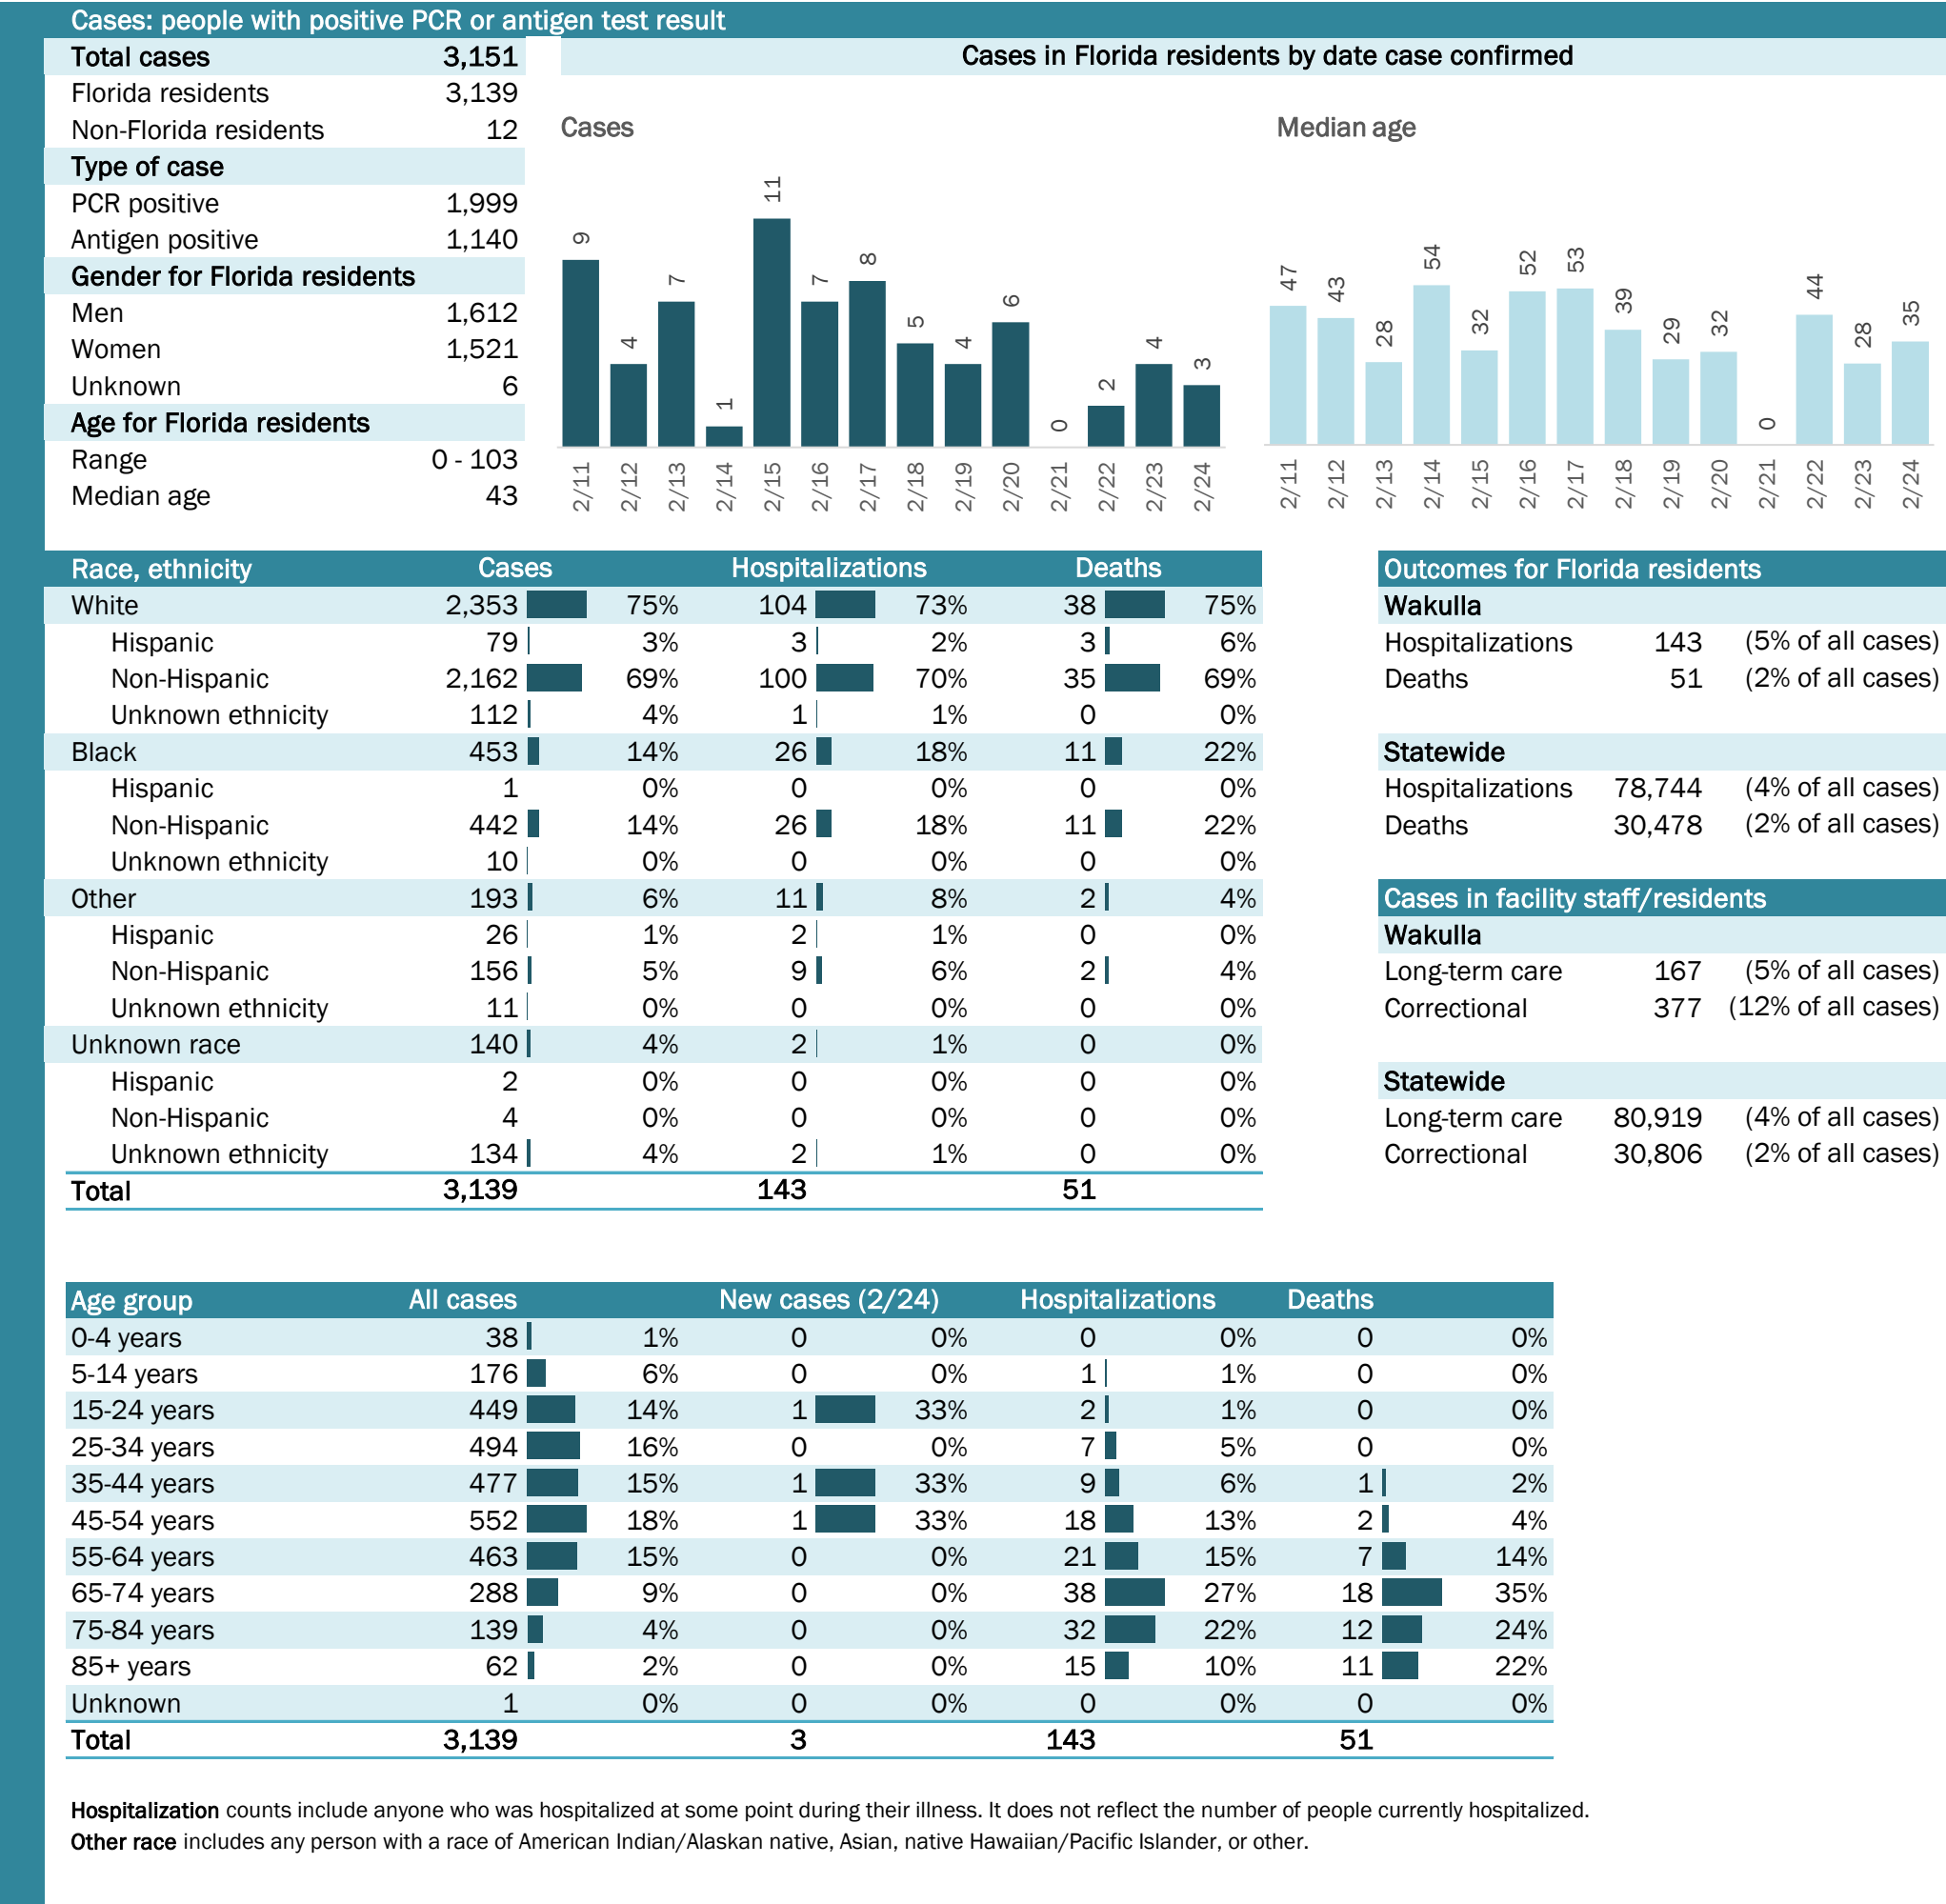 Cases: people with positive PCR or antigen test result
Total cases 3,151
Florida residents 3,139
Non-Florida residents 12
Type of case
PCR positive 1,999
Antigen positive 1,140
Gender for Florida residents
Men 1,612
Women 1,521
Unknown 6
Age for Florida residents
Range 0 - 103
Median age 43
Cases in Florida residents by date case confirmed
Cases
9 4 7 1 11 7 8 5 4 6 0 2 4 3
2/11 2/12 2/13 2/14 2/15 2/16 2/17 2/18 2/19 2/20 2/21 2/22 2/23 2/24
Median age
47 43 28 54 32 52 53 39 29 32 0 44 28 35
2/11 2/12 2/13 2/14 2/15 2/16 2/17 2/18 2/19 2/20 2/21 2/22 2/23 2/24
Race, ethnicity Cases Hospitalizations Deaths
White 2,353 75% 104 73% 38 75%
Hispanic 79 3% 3 2% 3 6%
Non-Hispanic 2,162 69% 100 70% 35 69%
Unknown ethnicity 112 4% 1 1% 0 0%
Black 453 14% 26 18% 11 22%
Hispanic 1 0% 0 0% 0 0%
Non-Hispanic 442 14% 26 18% 11 22%
Unknown ethnicity 10 0% 0 0% 0 0%
Other 193 6% 11 8% 2 4%
Hispanic 26 1% 2 1% 0 0%
Non-Hispanic 156 5% 9 6% 2 4%
Unknown ethnicity 11 0% 0 0% 0 0%
Unknown race 140 4% 2 1% 0 0%
Hispanic 2 0% 0 0% 0 0%
Non-Hispanic 4 0% 0 0% 0 0%
Unknown ethnicity 134 4% 2 1% 0 0%
Total 3,139 143 51
Outcomes for Florida residents
Wakulla
Hospitalizations 143 (5% of all cases)
Deaths 51 (2% of all cases)
Statewide
Hospitalizations 78,744 (4% of all cases)
Deaths 30,478 (2% of all cases)
Cases in facility staff/residents
Wakulla
Long-term care 167 (5% of all cases)
Correctional 377 (12% of all cases)
Statewide
Long-term care 80,919 (4% of all cases)
Correctional 30,806 (2% of all cases)
Age group All cases New cases (2/24) Hospitalizations Deaths
0-4 years 38 1% 0 0% 0 0% 0 0%
5-14 years 176 6% 0 0% 1 1% 0 0%
15-24 years 449 14% 1 33% 2 1% 0 0%
25-34 years 494 16% 0 0% 7 5% 0 0%
35-44 years 477 15% 1 33% 9 6% 1 2%
45-54 years 552 18% 1 33% 18 13% 2 4%
55-64 years 463 15% 0 0% 21 15% 7 14%
65-74 years 288 9% 0 0% 38 27% 18 35%
75-84 years 139 4% 0 0% 32 22% 12 24%
85+ years 62 2% 0 0% 15 10% 11 22%
Unknown 1 0% 0 0% 0 0% 0 0%
Total 3,139 3 143 51
Hospitalization counts include anyone who was hospitalized at some point during their illness. It does not reflect the number of people currently hospitalized.
Other race includes any person with a race of American Indian/Alaskan native, Asian, native Hawaiian/Pacific Islander, or other.